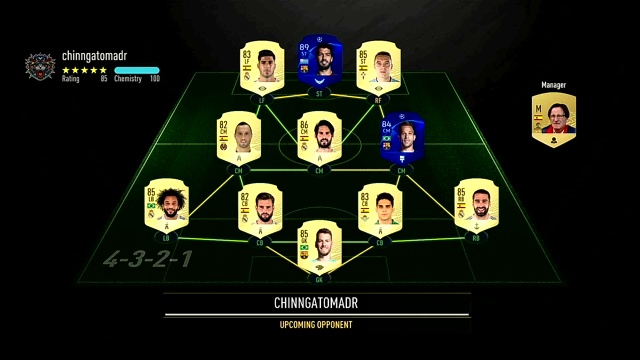 chinngatomadr
Rating 85 Chemistry 100
Manager
M
83
LF
89
ST
85
ST
LF
ST
RF
82
CM
86
CM
84
CM
CM
CM
CM
85
LB
82
CB
83
CB
85
RB
85
GK
LB
CB
CB
RB
GK
4-3-2-1
CHINNGATOMADR
UPCOMING OPPONENT